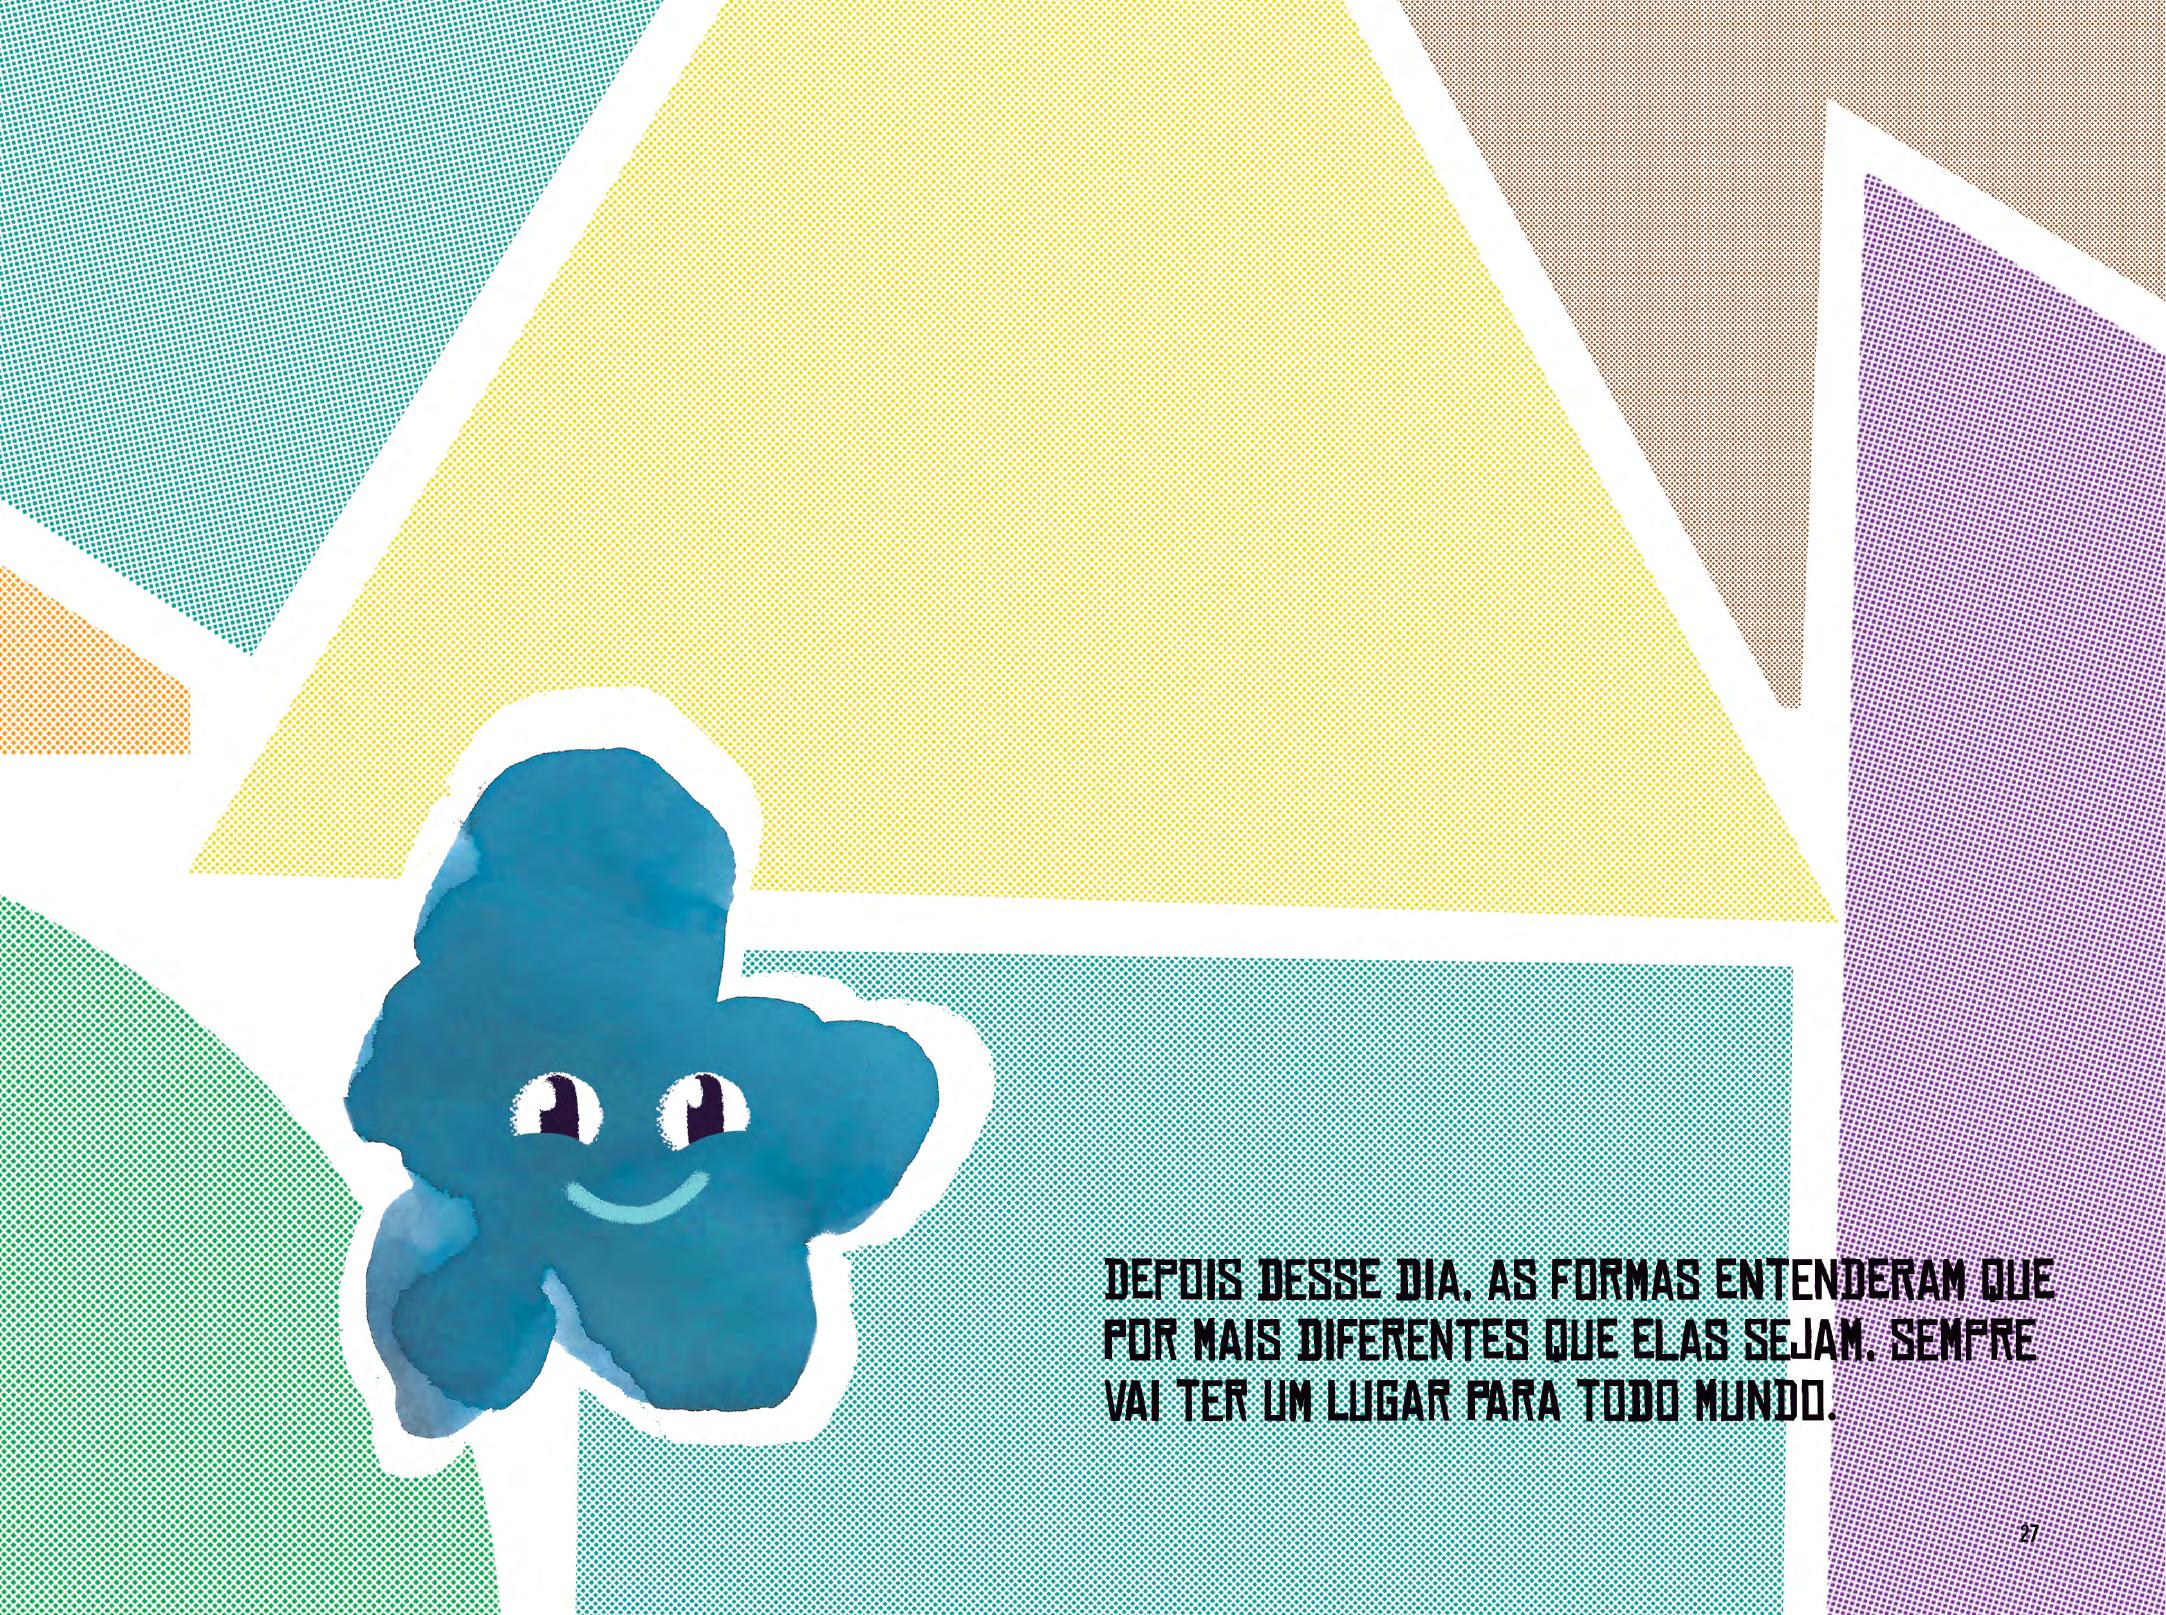 DEPOIS DESSE DIA, AS FORMAS ENTENDERAM QUE
POR MAIS DIFERENTES QUE ELAS SEJAM, SEMPRE
VAI TER UM LUGAR PARA TODO MUNDO.
27